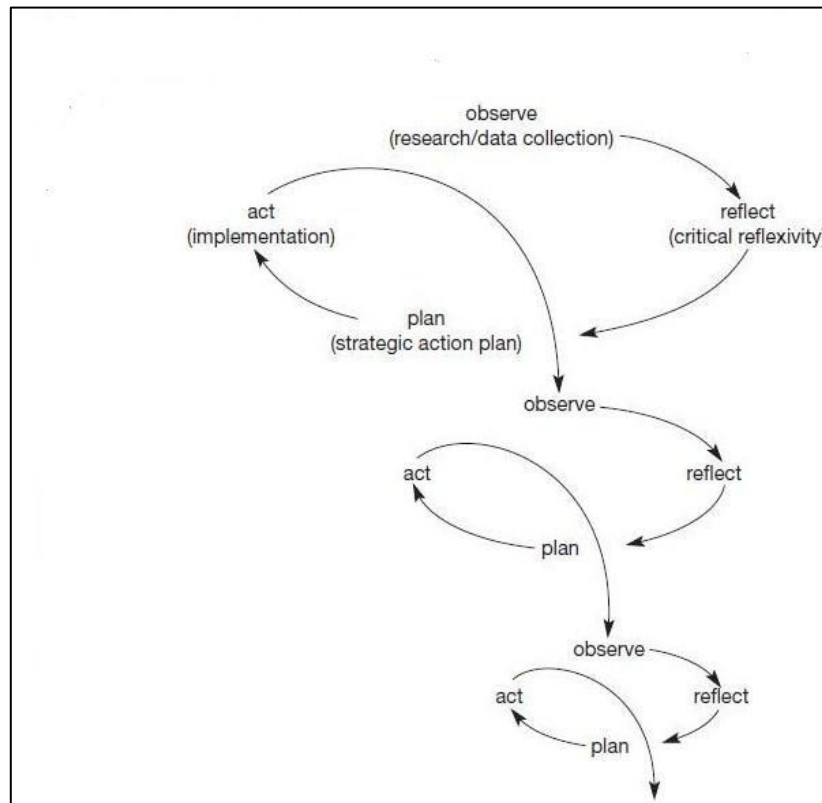 observe
(research/data collection)
act
(implementation)
reflect
(critical reflexivity)
plan
(strategic action plan)
observe
act
reflect
plan
observe
act
reflect
plan